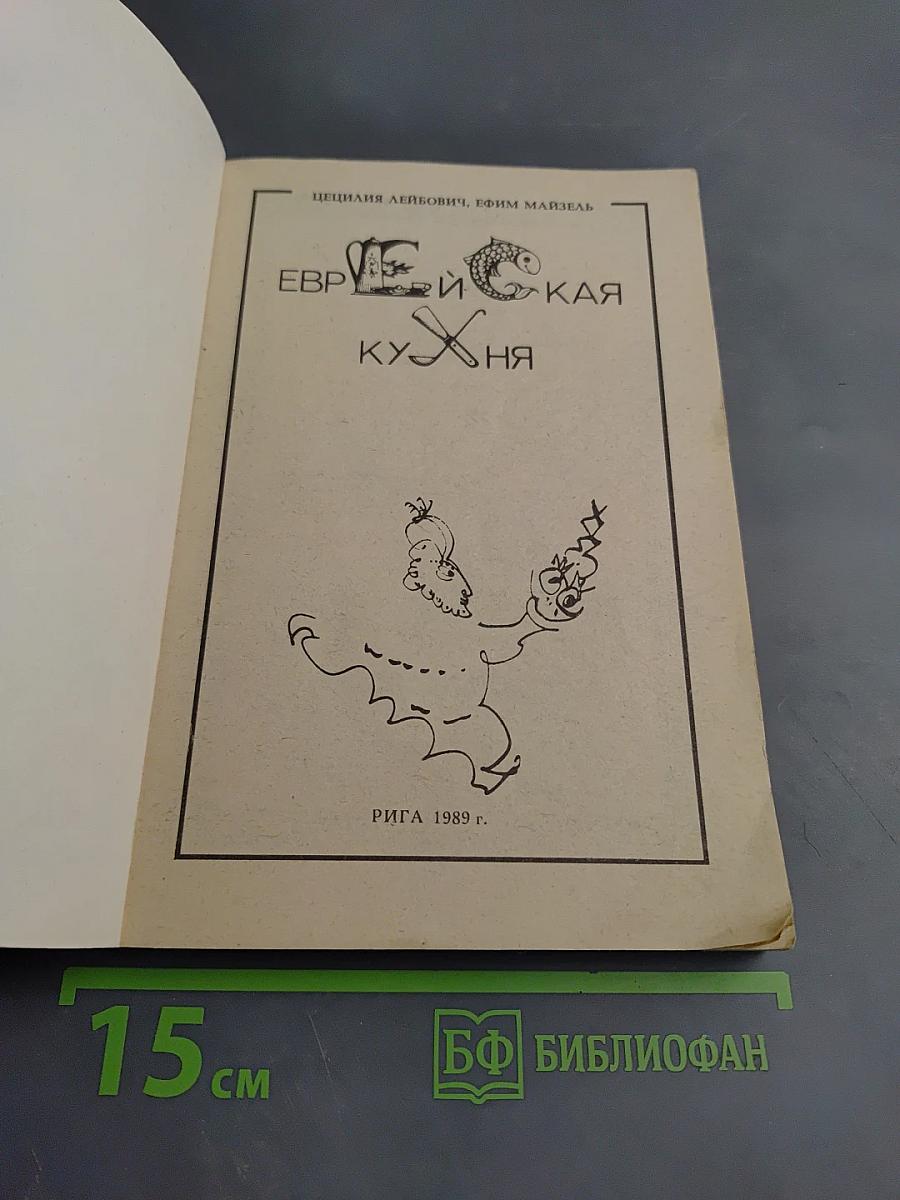 ЦЕЦИЛИЯ ЛЕЙБОВИЧ, ЕФИМ МАЙЗЕЛЬ
ЕВРЕЙСКАЯ
КУХНЯ
РИГА 1989 г.
15 см
БФ БИБЛИОФАН